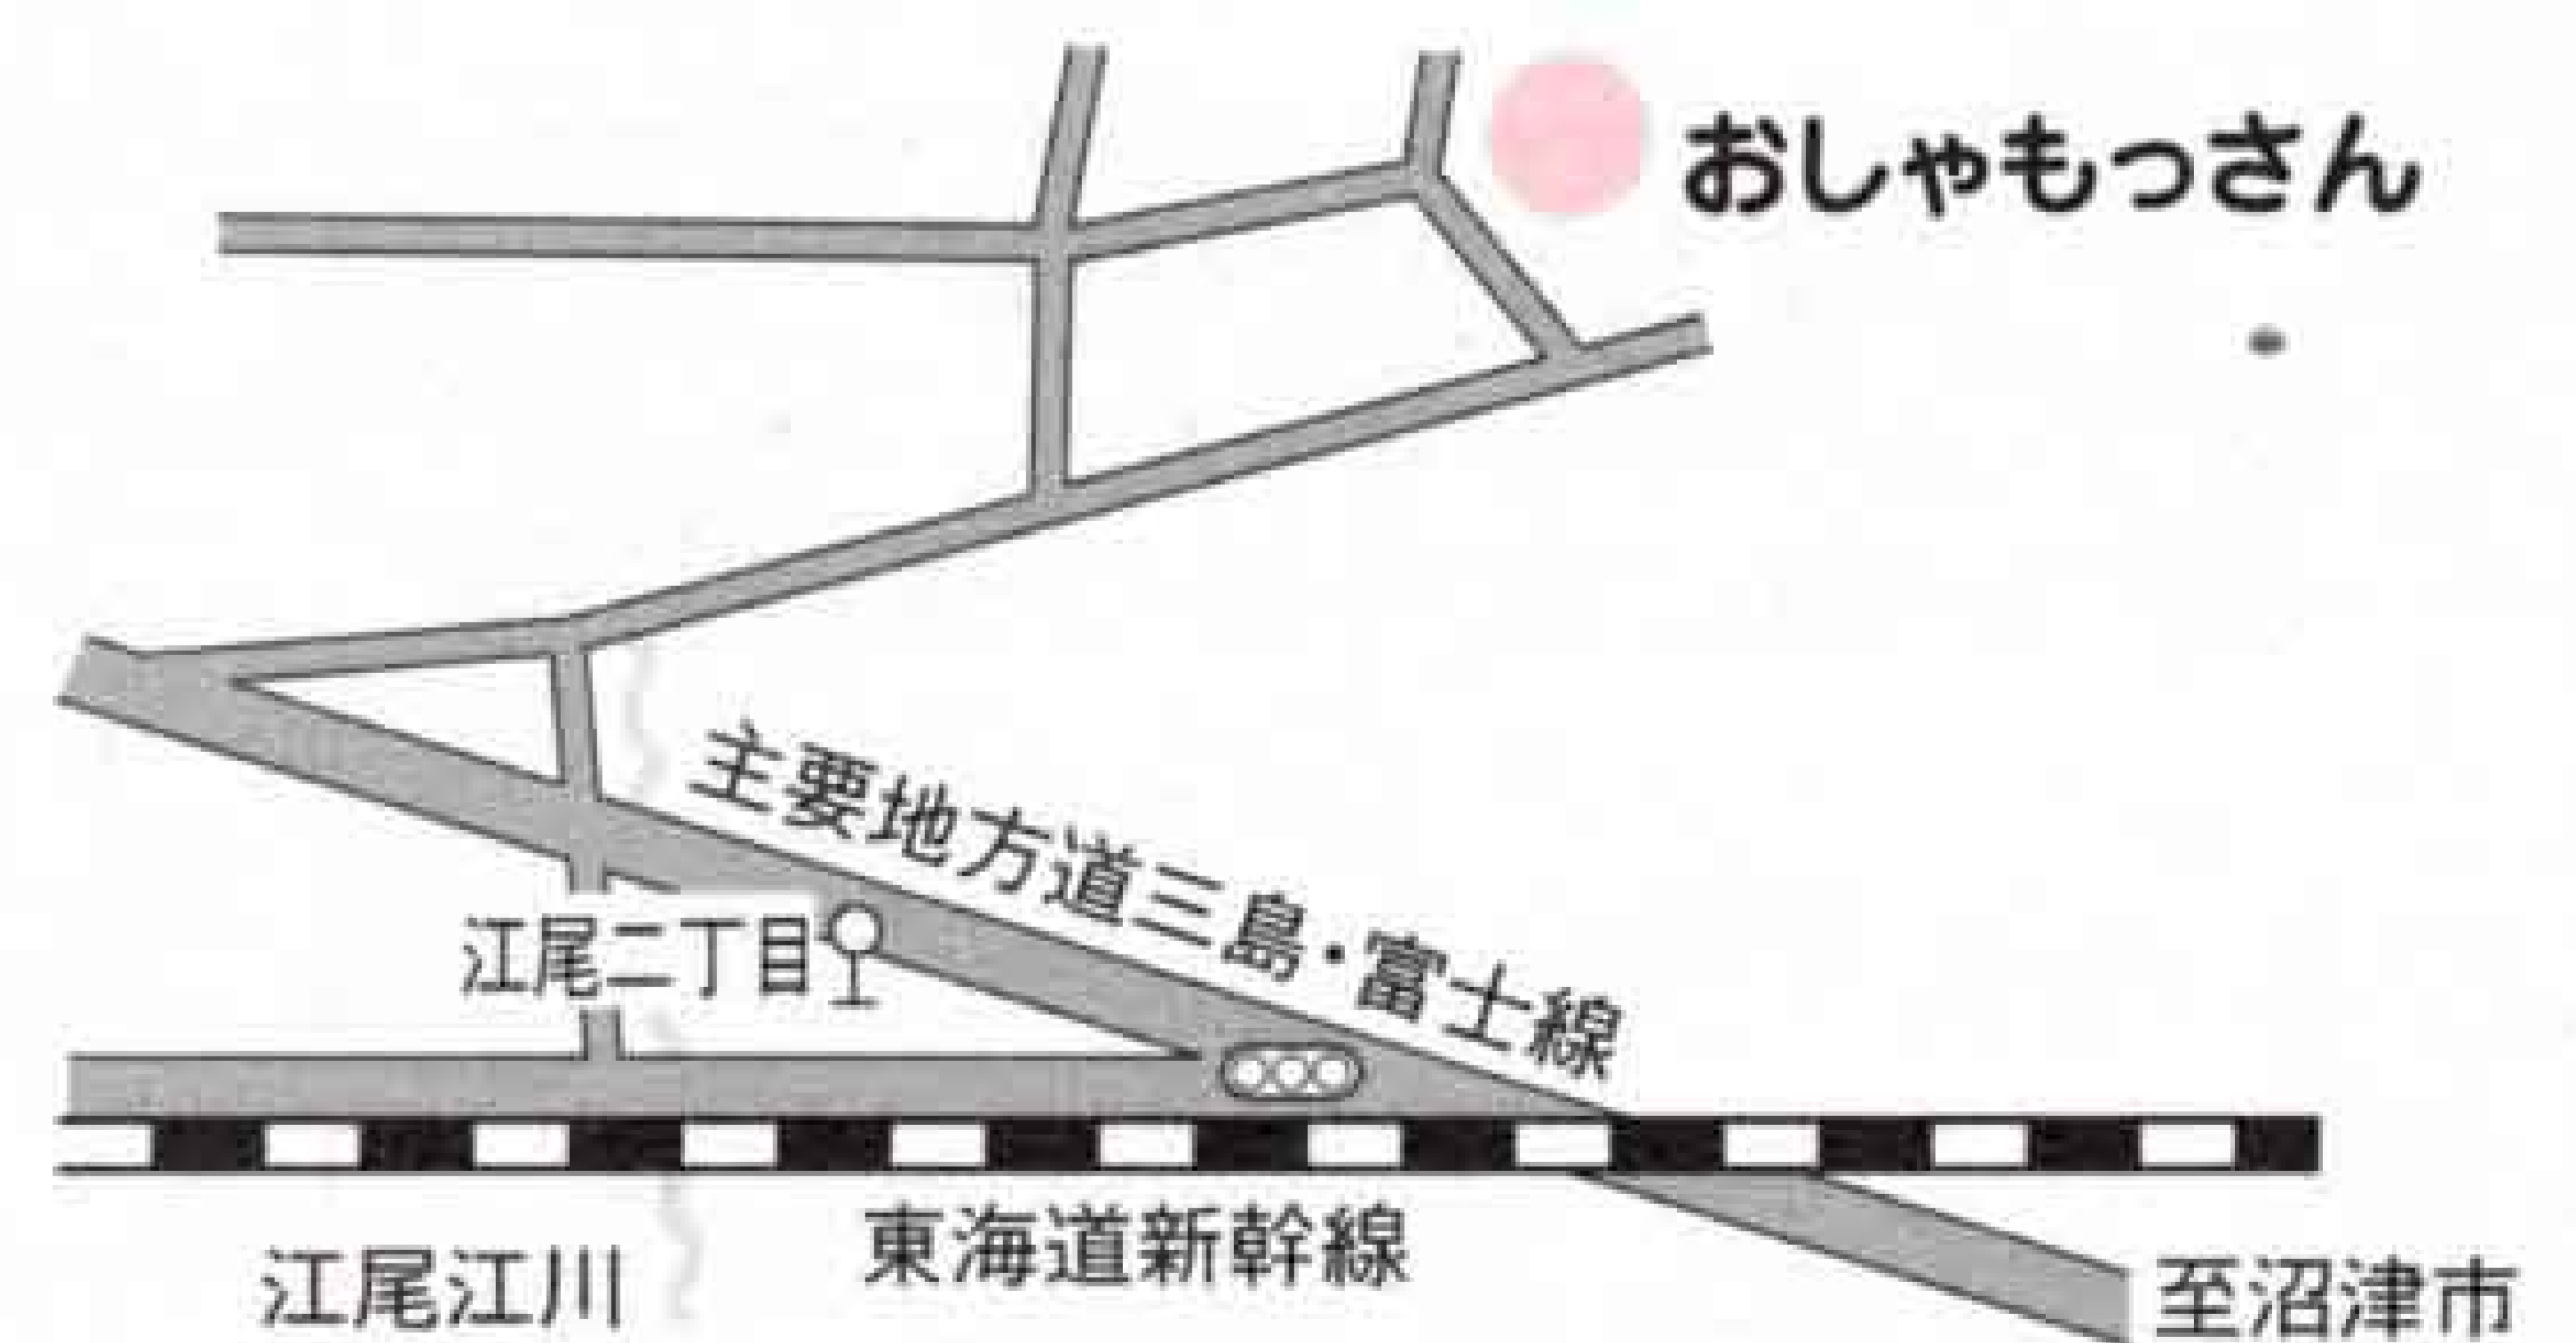 おしゃもっさん
主要地方道三島・富士線
江尾二丁目
東海道新幹線
江尾江川
至沼津市